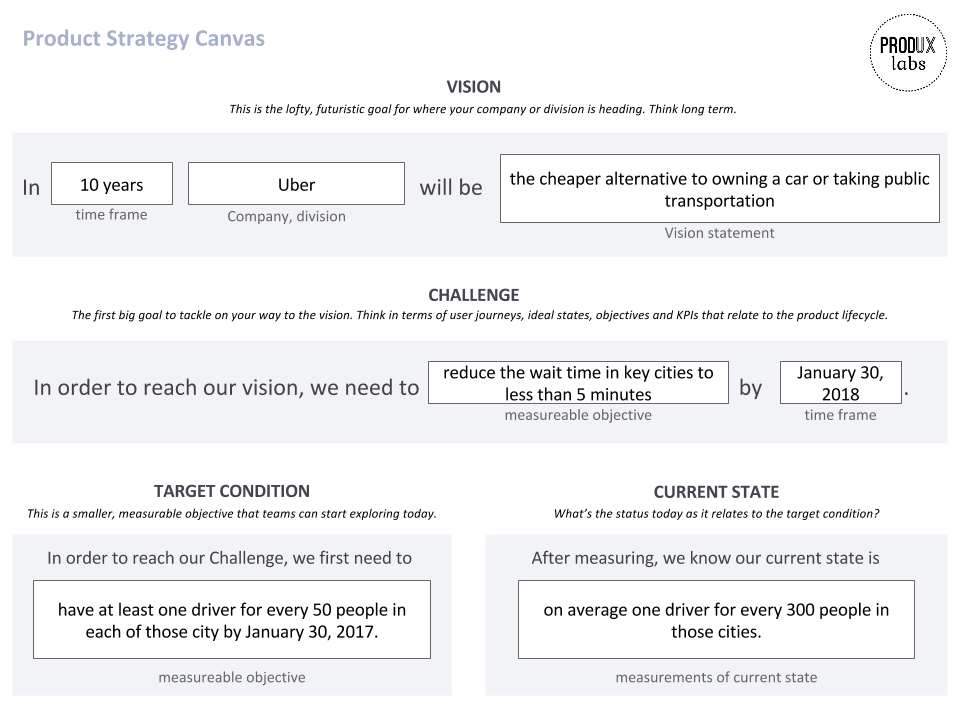 Product Strategy Canvas
PRODUX
labs
VISION
This is the lofty, futuristic goal for where your company or division is heading. Think long term.
In 10 years Uber will be the cheaper alternative to owning a car or taking public
transportation
time frame Company, division
Vision statement
CHALLENGE
The first big goal to tackle on your way to the vision. Think in terms of user journeys, ideal states, objectives and KPIs that relate to the product lifecycle.
In order to reach our vision, we need to reduce the wait time in key cities to
less than 5 minutes by January 30,
2018 .
measureable objective time frame
TARGET CONDITION
This is a smaller, measurable objective that teams can start exploring today.
In order to reach our Challenge, we first need to
have at least one driver for every 50 people in
each of those city by January 30, 2017.
measureable objective
CURRENT STATE
What's the status today as it relates to the target condition?
After measuring, we know our current state is
on average one driver for every 300 people in
those cities.
measurements of current state